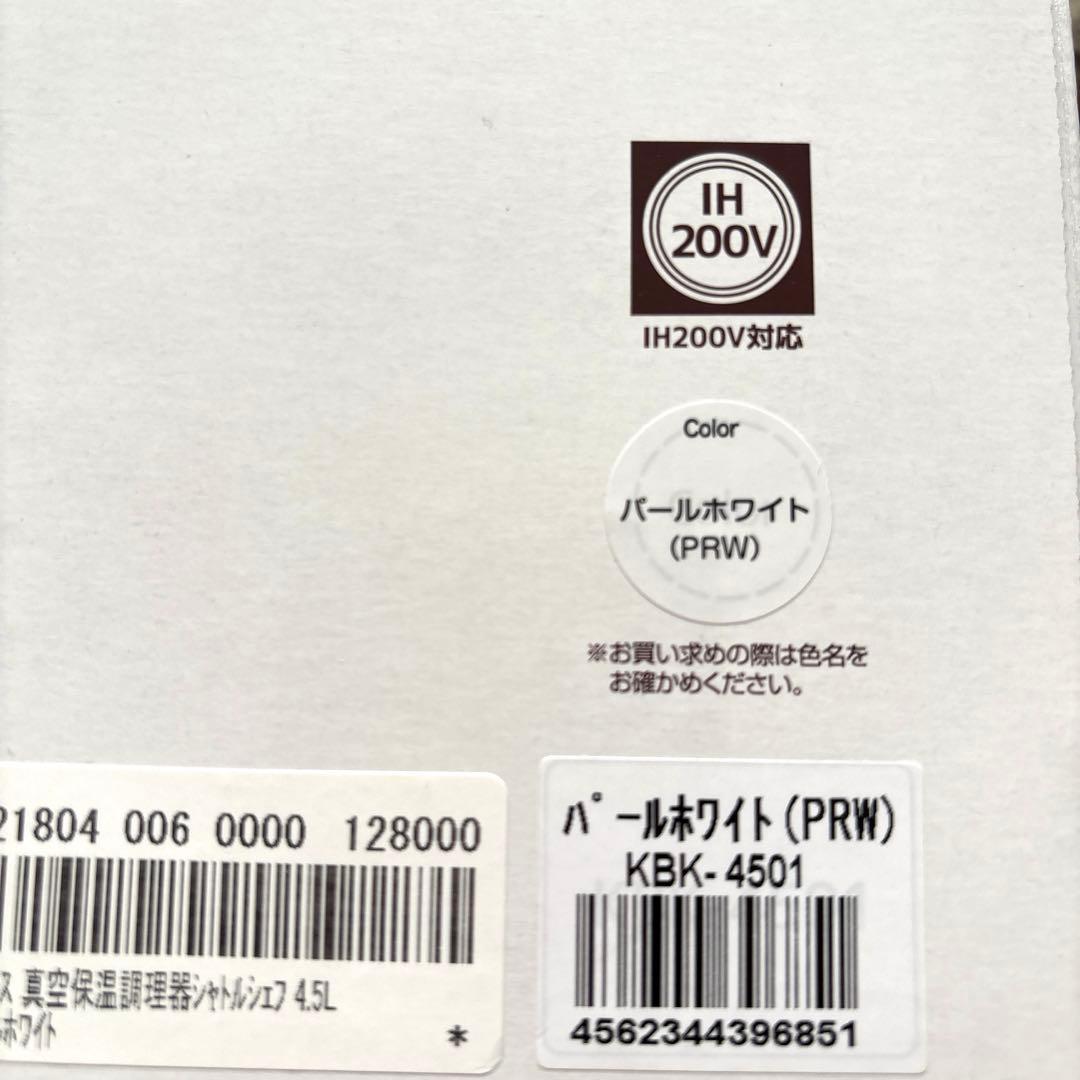 IH
200V
IH200V対応
Color
パールホワイト
(PRW)
※お買い求めの際は色名を
お確かめください。
21804 006 0000 128000
ス 真空保温調理器シャトルシェフ 4.5L
ルホワイト
*
パールホワイト(PRW)
KBK-4501
4562344396851